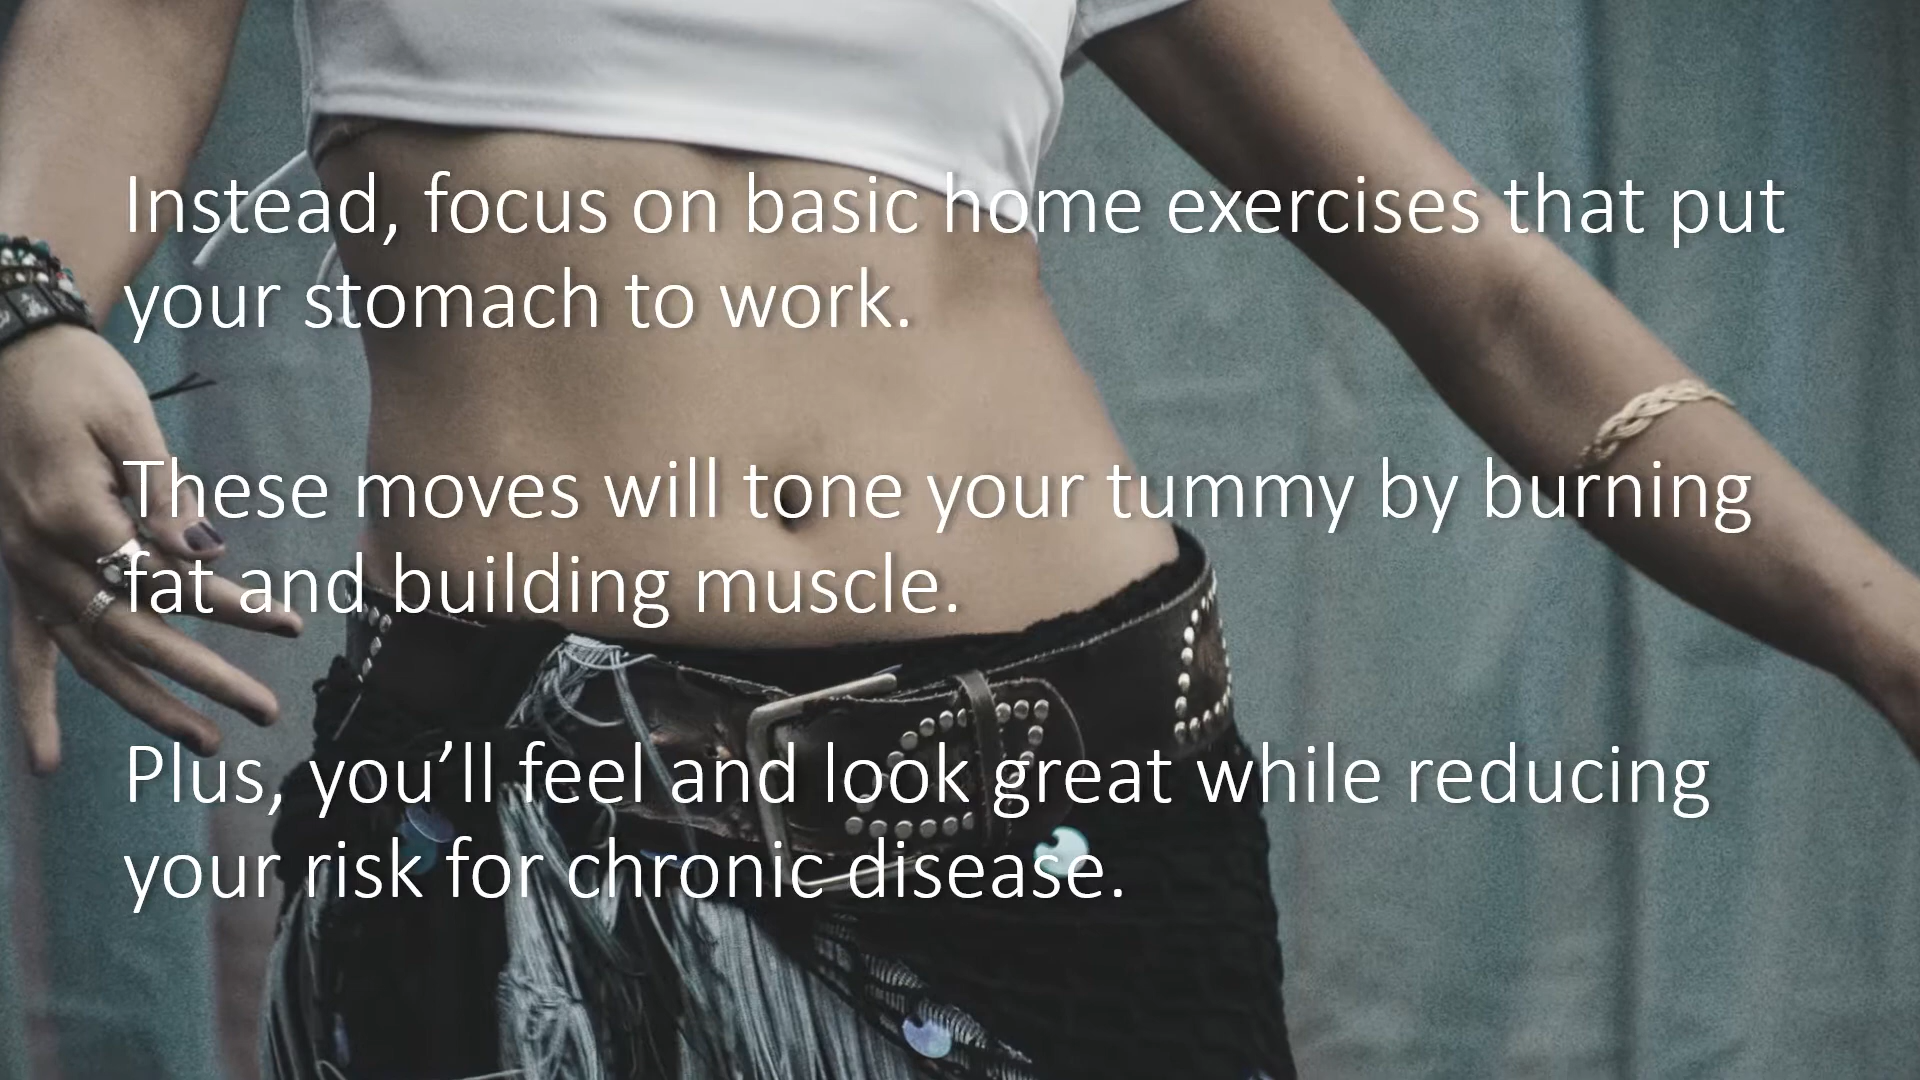 Instead, focus on basic home exercises that put
your stomach to work.
These moves will tone your tummy by burning
fat and building muscle.
Plus, you’ll feel and look great while reducing
your risk for chronic disease.